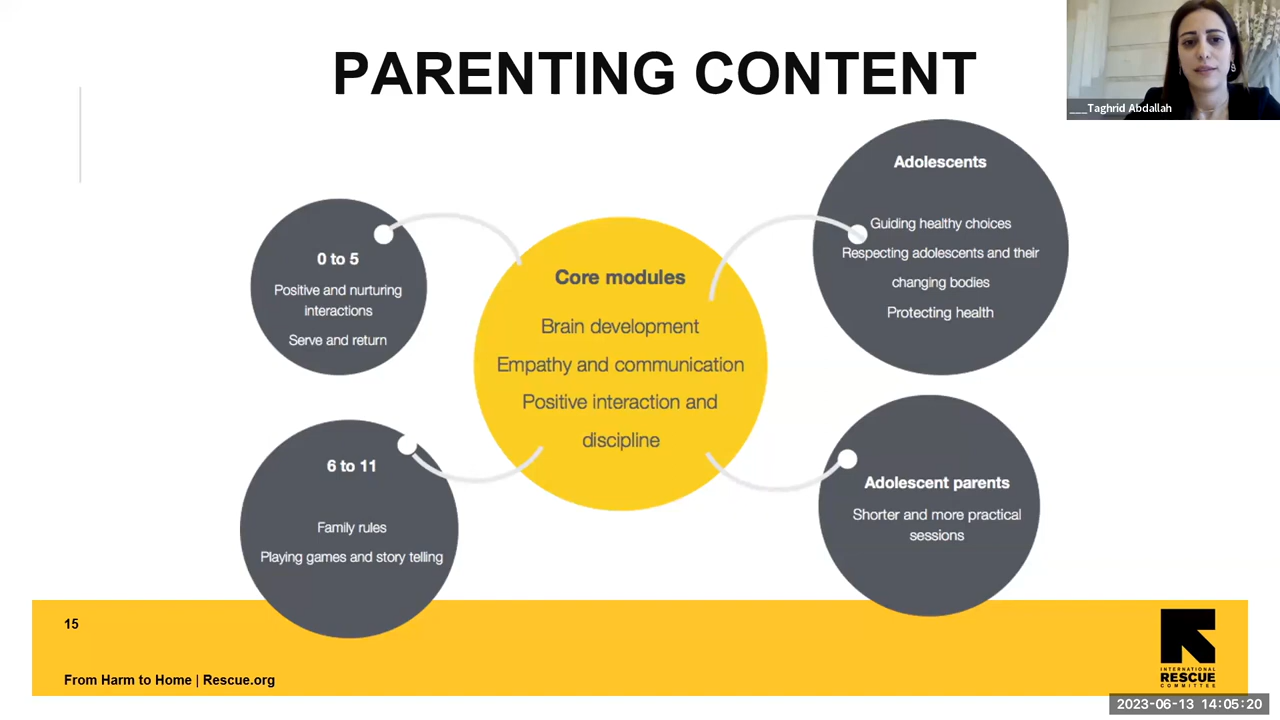 PARENTING CONTENT
___Taghrid Abdallah
0 to 5
Positive and nurturing
interactions
Serve and return
Core modules
Brain development
Empathy and communication
Positive interaction and
discipline
Adolescents
Guiding healthy choices
Respecting adolescents and their
changing bodies
Protecting health
6 to 11
Family rules
Playing games and story telling
Adolescent parents
Shorter and more practical
sessions
15
From Harm to Home | Rescue.org
INTERNATIONAL
RESCUE
COMMITTEE
2023-06-13 14:05:20